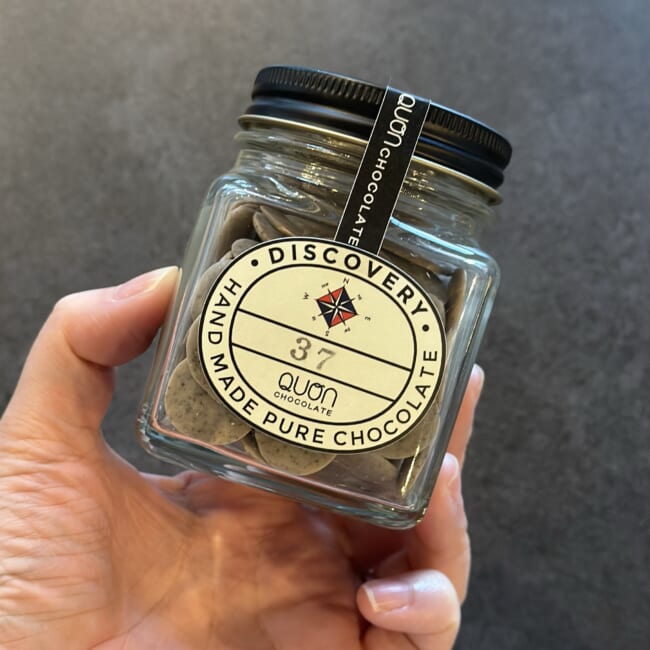 QUON CHOCOLATE
• DISCOVERY •
N
E
S
W
37
QUON
CHOCOLATE
HAND MADE PURE CHOCOLATE